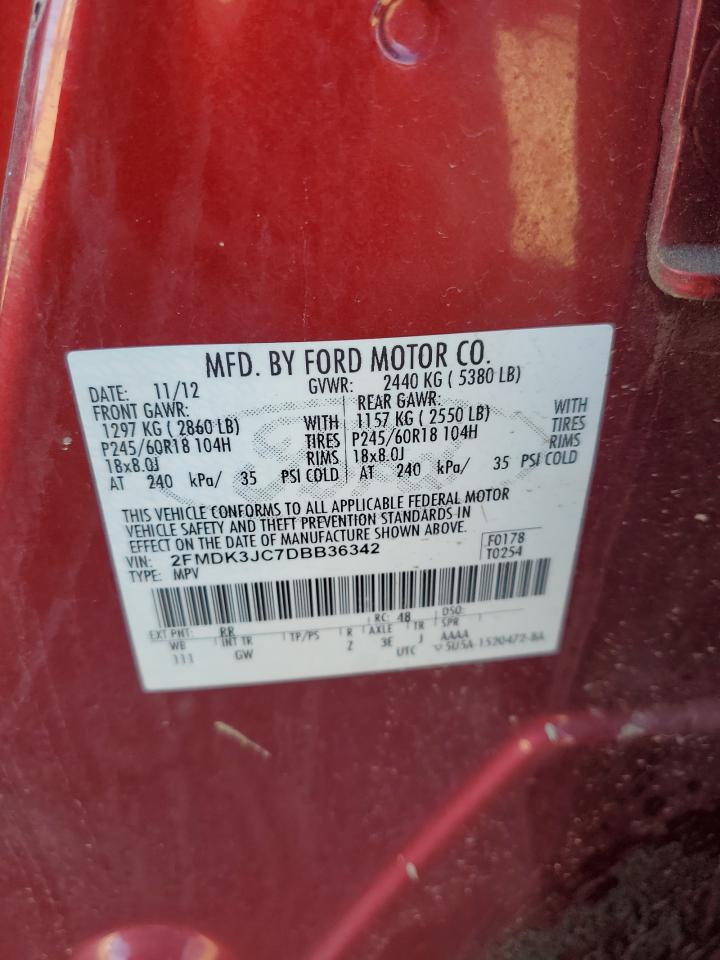 MFD. BY FORD MOTOR CO.
DATE: 11/12 GVWR: 2440 KG ( 5380 LB)
FRONT GAWR: REAR GAWR:
1297 KG ( 2860 LB) WITH 1157 KG ( 2550 LB) WITH
P245/60R18 104H TIRES P245/60R18 104H TIRES
18x8.0J RIMS 18x8.0J RIMS
AT 240 kPa/ 35 PSI COLD AT 240 kPa/ 35 PSI COLD
THIS VEHICLE CONFORMS TO ALL APPLICABLE FEDERAL MOTOR
VEHICLE SAFETY AND THEFT PREVENTION STANDARDS IN
EFFECT ON THE DATE OF MANUFACTURE SHOWN ABOVE.
VIN: 2FMDK3JC7DBB36342 F0178
TYPE: MPV T0254
EXT PNT: RR RC: 48 DSO:
WB INT TR TP/PS R AXLE TR SPR
111 GW 2 3E J AAAA
UTC ▽ 5U5A-1520472-BA